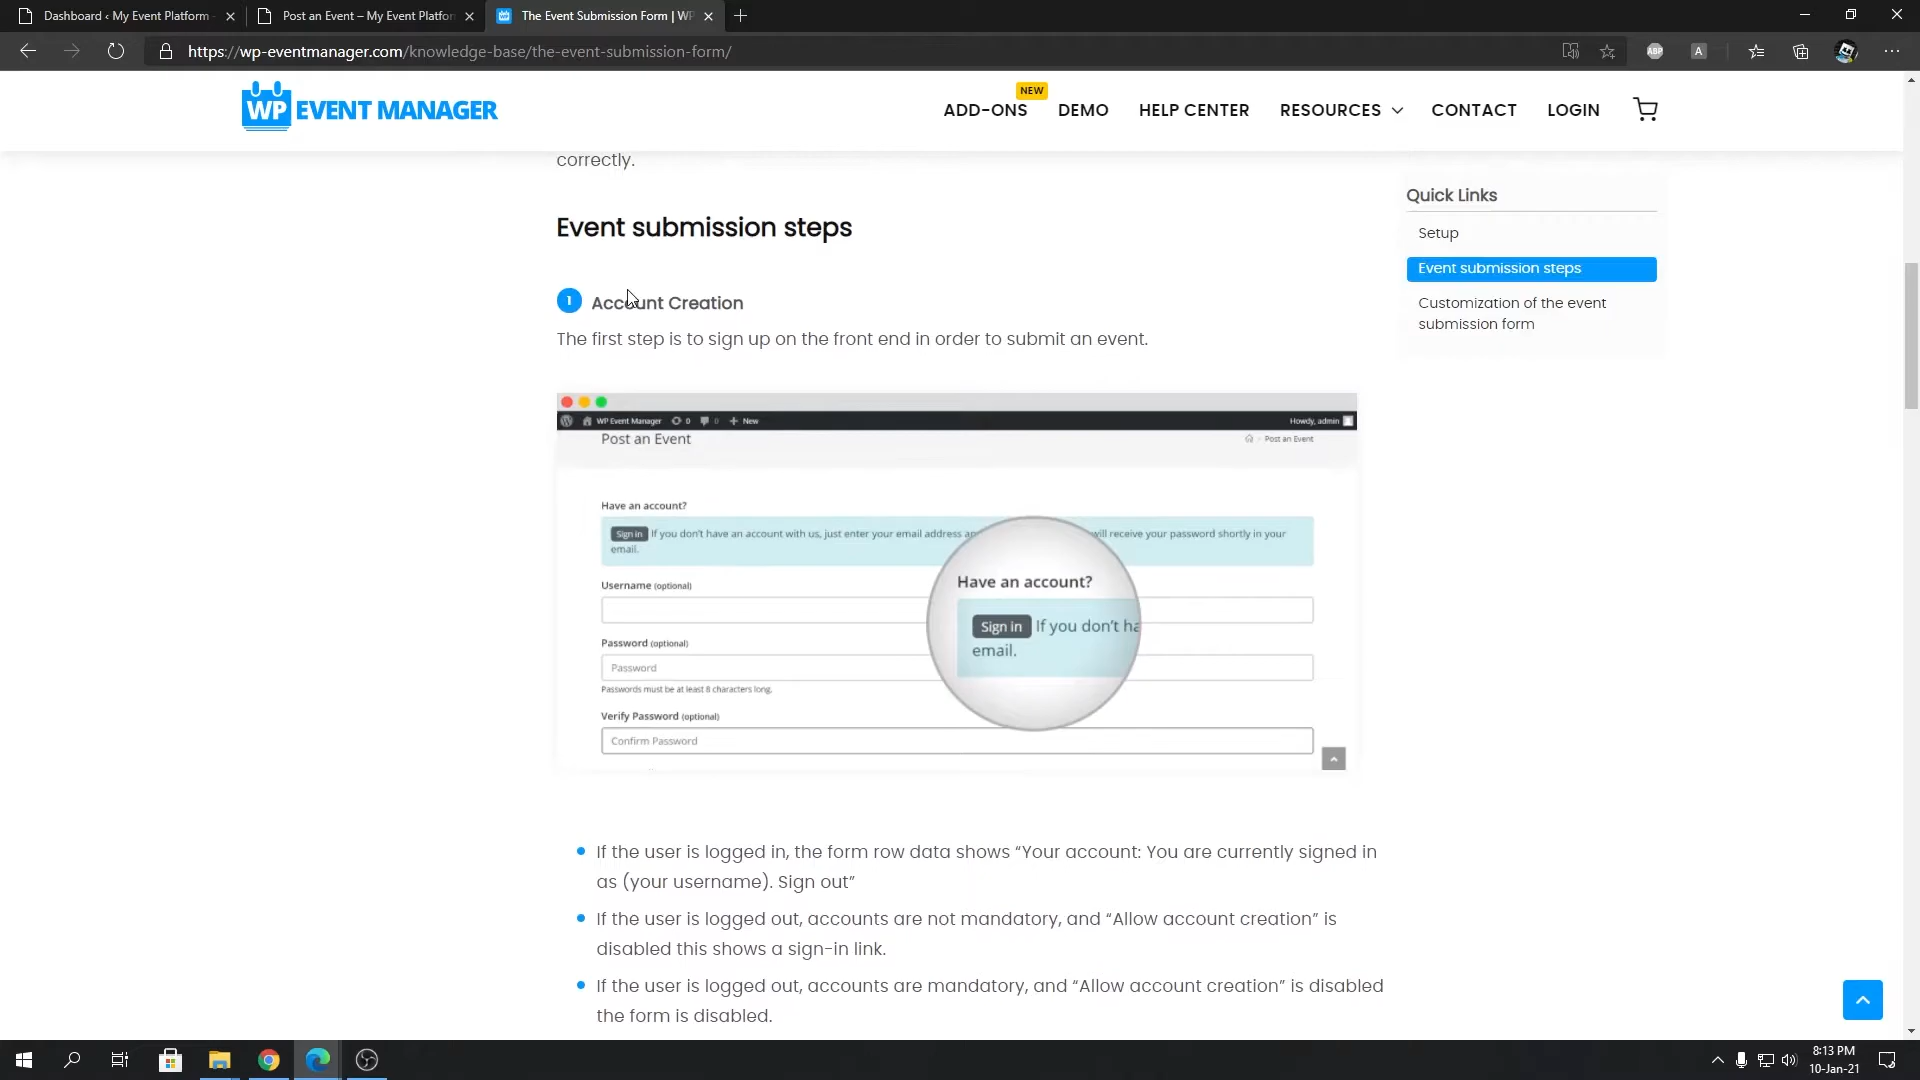 Dashboard ‹ My Event Platform
Post an Event – My Event Platfor
The Event Submission Form | WP
https://wp-eventmanager.com/knowledge-base/the-event-submission-form/
ABP
A
WP EVENT MANAGER
NEW
ADD-ONS
DEMO
HELP CENTER
RESOURCES
CONTACT
LOGIN
correctly.
Quick Links
Setup
Event submission steps
Customization of the event
submission form
Event submission steps
1 Account Creation
The first step is to sign up on the front end in order to submit an event.
WP Event Manager 0 0 New
Howdy, admin
Post an Event
Post an Event
Have an account?
Sign in If you don't have an account with us, just enter your email address
will receive your password shortly in your
email.
Username (optional)
Password (optional)
Password
Passwords must be at least 8 characters long.
Verify Password (optional)
Confirm Password
Have an account?
Sign in If you don't ha
email.
If the user is logged in, the form row data shows “Your account: You are currently signed in
as (your username). Sign out”
If the user is logged out, accounts are not mandatory, and “Allow account creation” is
disabled this shows a sign-in link.
If the user is logged out, accounts are mandatory, and “Allow account creation” is disabled
the form is disabled.
8:13 PM
10-Jan-21